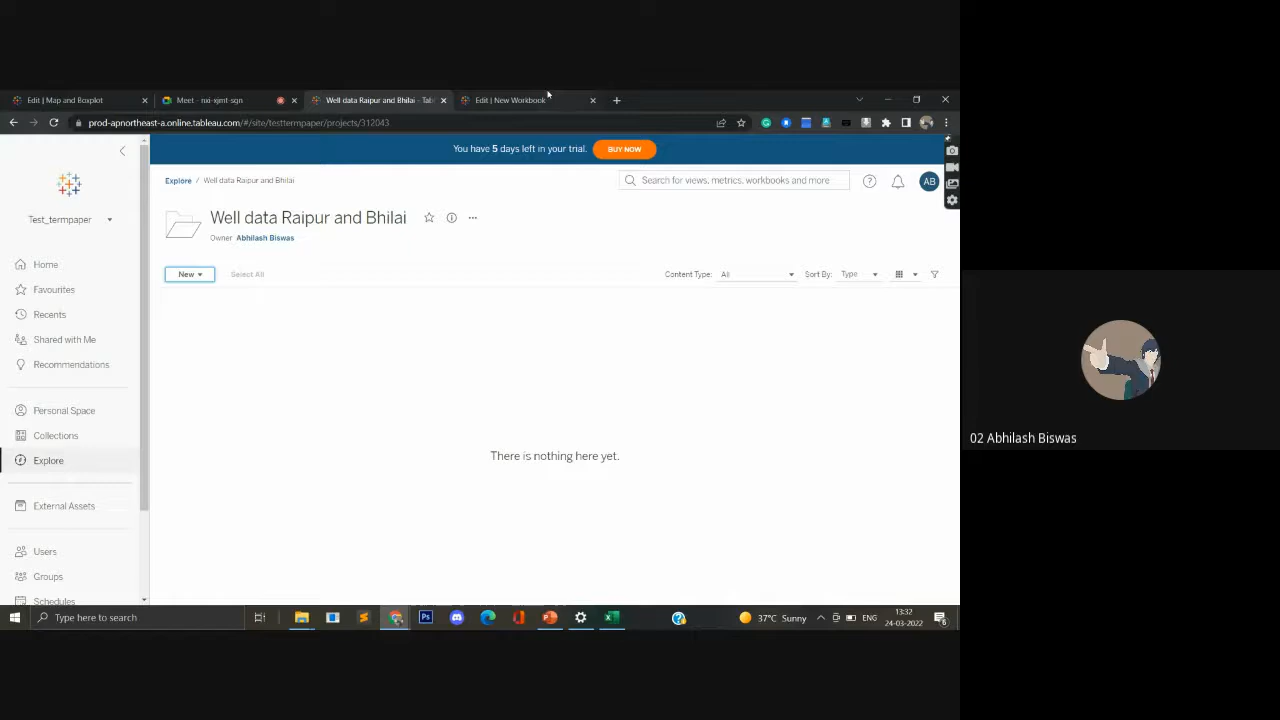 Edit | Map and Boxplot
Meet - nxi-xjmt-sgn
Well data Raipur and Bhilai - Tab
Edit | New Workbook
prod-apnortheast-a.online.tableau.com/#/site/testtermpaper/projects/312043
You have 5 days left in your trial.
BUY NOW
Explore / Well data Raipur and Bhilai
Search for views, metrics, workbooks and more
AB
Test_termpaper
Well data Raipur and Bhilai
Owner Abhilash Biswas
New
Select All
Content Type: All
Sort By: Type
Home
Favourites
Recents
Shared with Me
Recommendations
Personal Space
Collections
Explore
External Assets
Users
Groups
Schedules
There is nothing here yet.
02 Abhilash Biswas
Type here to search
Ps
37°C Sunny
ENG
13:32
24-03-2022